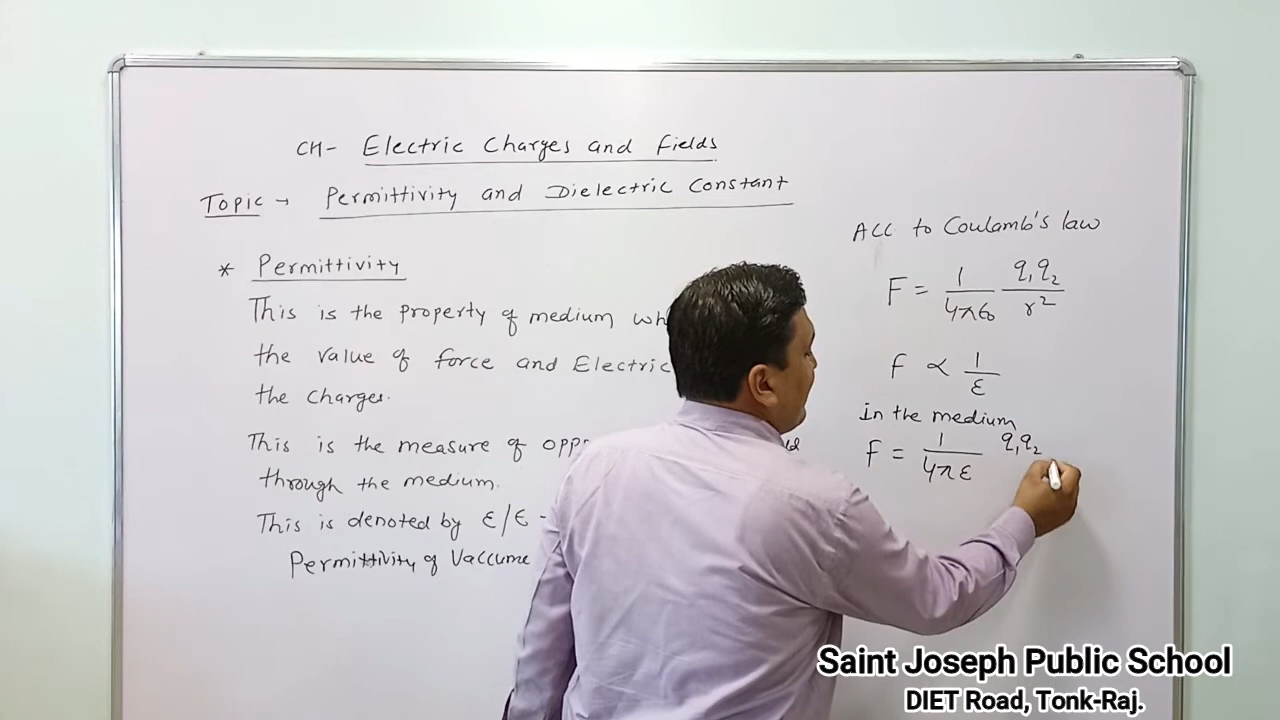 CH- Electric Charges and Fields
Topic → Permittivity and Dielectric Constant
* Permittivity
This is the property of medium
the value of force and Electric
the charges.
This is the measure of
through the medium.
This is denoted by ε/ϵ -
Permittivity of Vaccume
ACC to Coulamb's law
F = 1/4πϵ₀ q₁q₂/r²
F ∝ 1/ε
In the medium
F = 1/4πε q₁q₂
Saint Joseph Public School
DIET Road, Tonk-Raj.